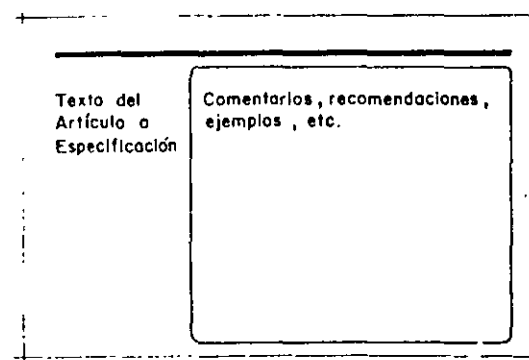 Texto del
Artículo o
Especificación
Comentarios, recomendaciones,
ejemplos, etc.